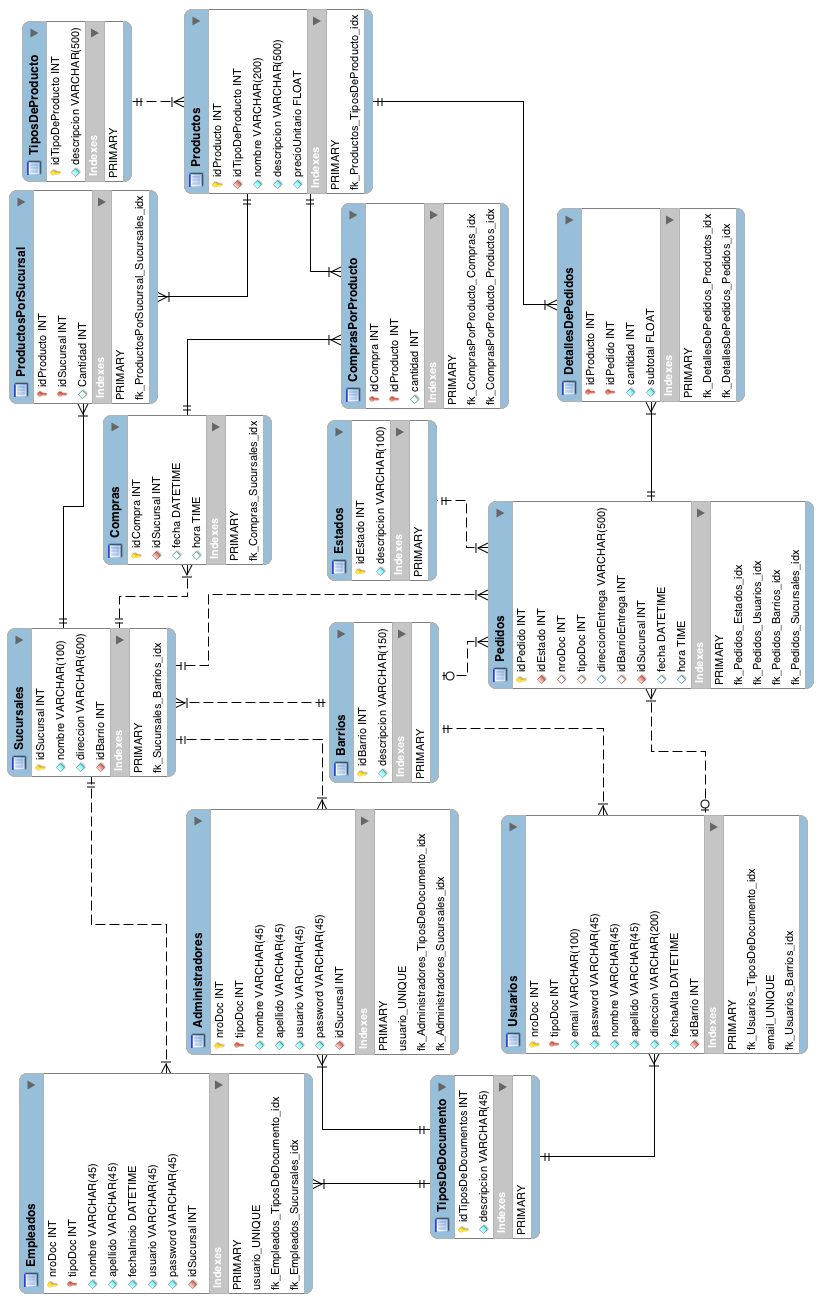 Empleados
nroDoc INT
tipoDoc INT
nombre VARCHAR(45)
apellido VARCHAR(45)
fechaInicio DATETIME
usuario VARCHAR(45)
password VARCHAR(45)
idSucursal INT
Indexes
PRIMARY
usuario_UNIQUE
fk_Empleados_TiposDeDocumento_idx
fk_Empleados_Sucursales_idx
Sucursales
idSucursal INT
nombre VARCHAR(100)
direccion VARCHAR(500)
idBarrio INT
Indexes
PRIMARY
fk_Sucursales_Barrios_idx
ProductosPorSucursal
idProducto INT
idSucursal INT
Cantidad INT
Indexes
PRIMARY
fk_ProductosPorSucursal_Sucursales_idx
TiposDeProducto
idTipoDeProducto INT
descripcion VARCHAR(500)
Indexes
PRIMARY
Compras
idCompra INT
idSucursal INT
fecha DATETIME
hora TIME
Indexes
PRIMARY
fk_Compras_Sucursales_idx
Productos
idProducto INT
idTipoDeProducto INT
nombre VARCHAR(200)
descripcion VARCHAR(500)
precioUnitario FLOAT
Indexes
PRIMARY
fk_Productos_TiposDeProducto_idx
Administradores
nroDoc INT
tipoDoc INT
nombre VARCHAR(45)
apellido VARCHAR(45)
usuario VARCHAR(45)
password VARCHAR(45)
idSucursal INT
Indexes
PRIMARY
usuario_UNIQUE
fk_Administradores_TiposDeDocumento_idx
fk_Administradores_Sucursales_idx
Barrios
idBarrio INT
descripcion VARCHAR(150)
Indexes
PRIMARY
Estados
idEstado INT
descripcion VARCHAR(100)
Indexes
PRIMARY
ComprasPorProducto
idCompra INT
idProducto INT
cantidad INT
Indexes
PRIMARY
fk_ComprasPorProducto_Compras_idx
fk_ComprasPorProducto_Productos_idx
TiposDeDocumento
idTiposDeDocumentos INT
descripcion VARCHAR(45)
Indexes
PRIMARY
Usuarios
nroDoc INT
tipoDoc INT
email VARCHAR(100)
password VARCHAR(45)
nombre VARCHAR(45)
apellido VARCHAR(45)
direccion VARCHAR(200)
fechaAlta DATETIME
idBarrio INT
Indexes
PRIMARY
fk_Usuarios_TiposDeDocumento_idx
email_UNIQUE
fk_Usuarios_Barrios_idx
Pedidos
idPedido INT
idEstado INT
nroDoc INT
tipoDoc INT
direccionEntrega VARCHAR(500)
idBarrioEntrega INT
idSucursal INT
fecha DATETIME
hora TIME
Indexes
PRIMARY
fk_Pedidos_Estados_idx
fk_Pedidos_Usuarios_idx
fk_Pedidos_Barrios_idx
fk_Pedidos_Sucursales_idx
DetallesDePedidos
idProducto INT
idPedido INT
cantidad INT
subtotal FLOAT
Indexes
PRIMARY
fk_DetallesDePedidos_Productos_idx
fk_DetallesDePedidos_Pedidos_idx